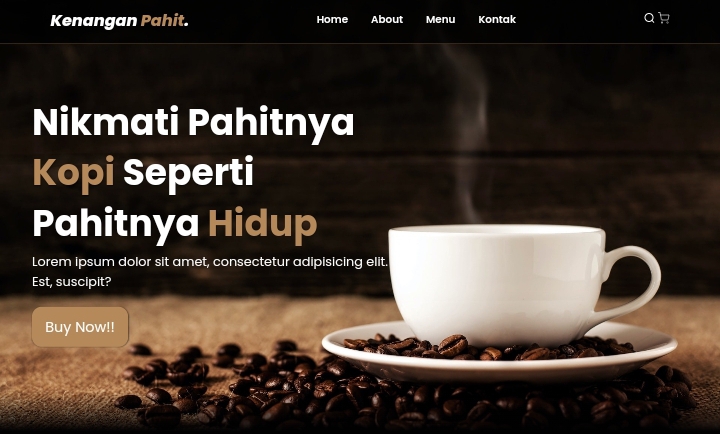 Kenangan Pahit.
Home About Menu Kontak
Nikmati Pahitnya
Kopi Seperti
Pahitnya Hidup
Lorem ipsum dolor sit amet, consectetur adipisicing elit.
Est, suscipit?
Buy Now!!